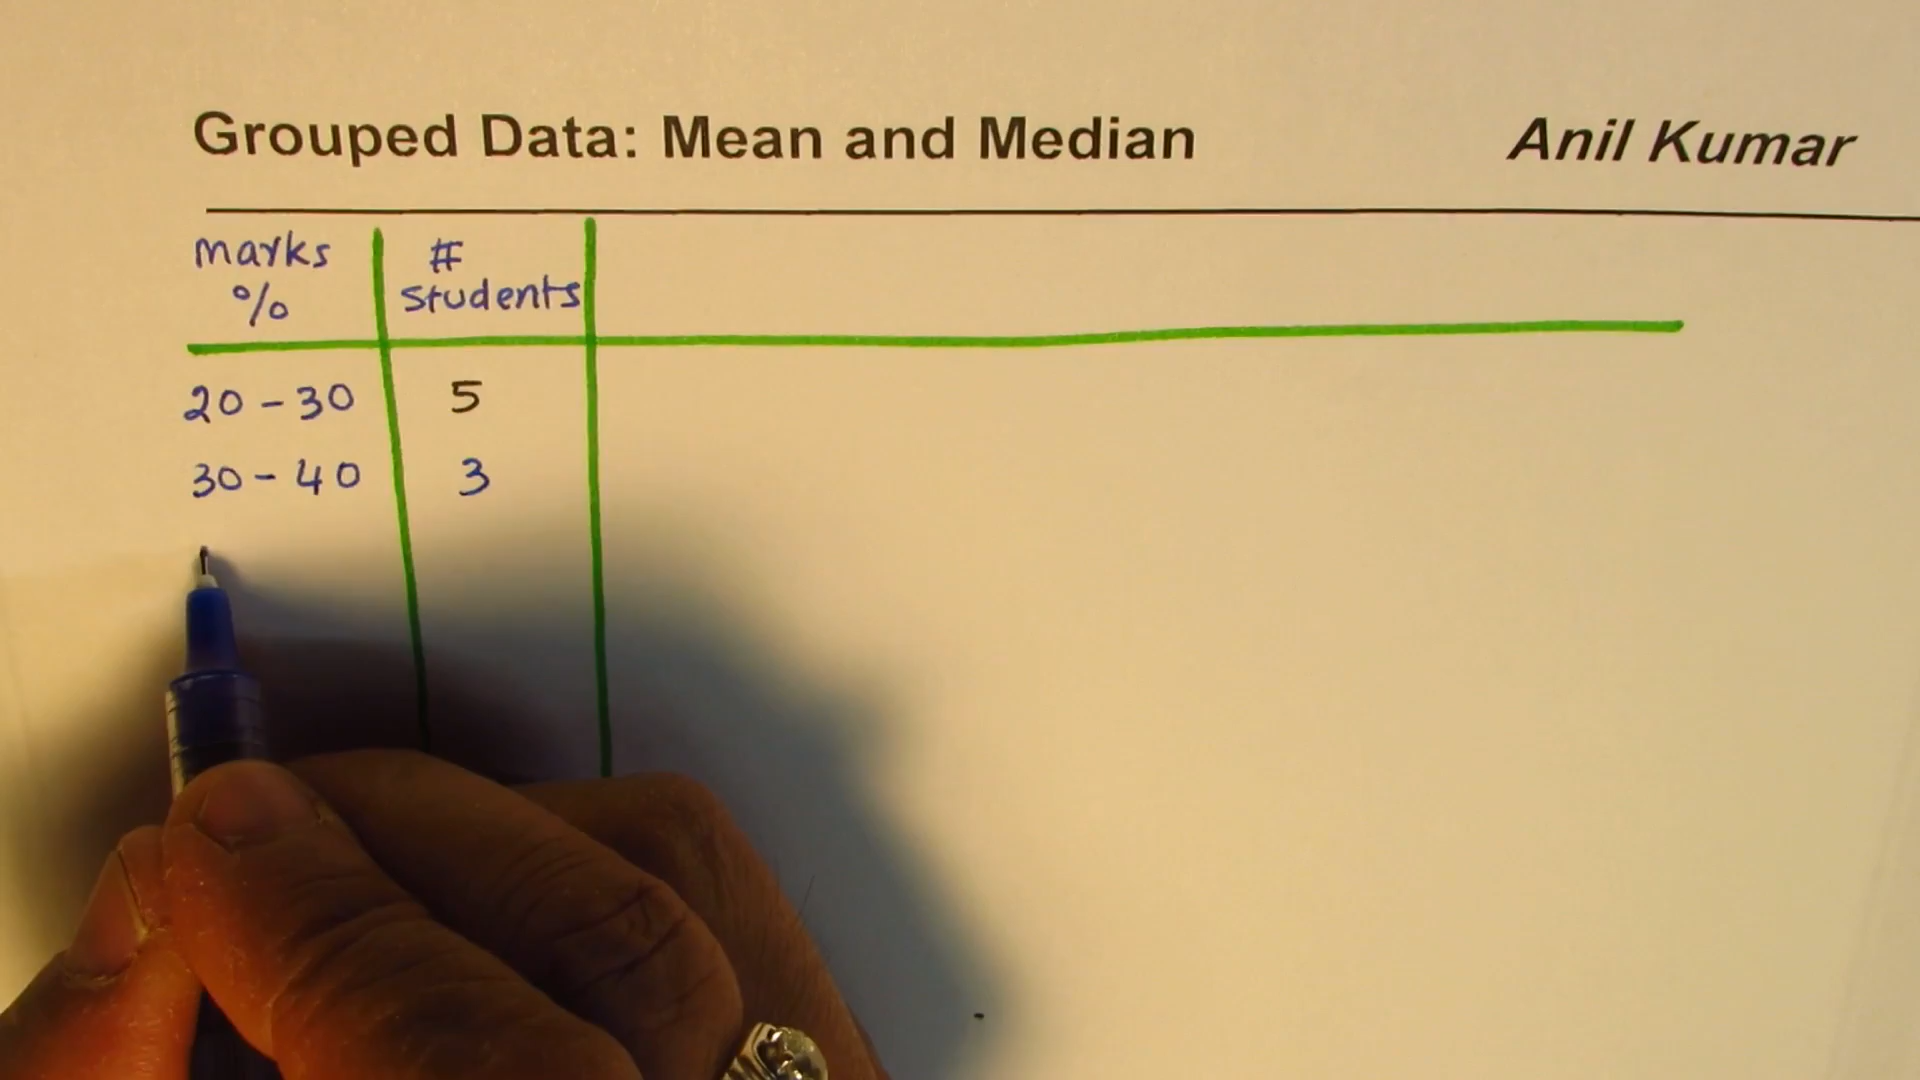 Grouped Data: Mean and Median Anil Kumar
marks # 
% students
20 - 30 5
30 - 40 3